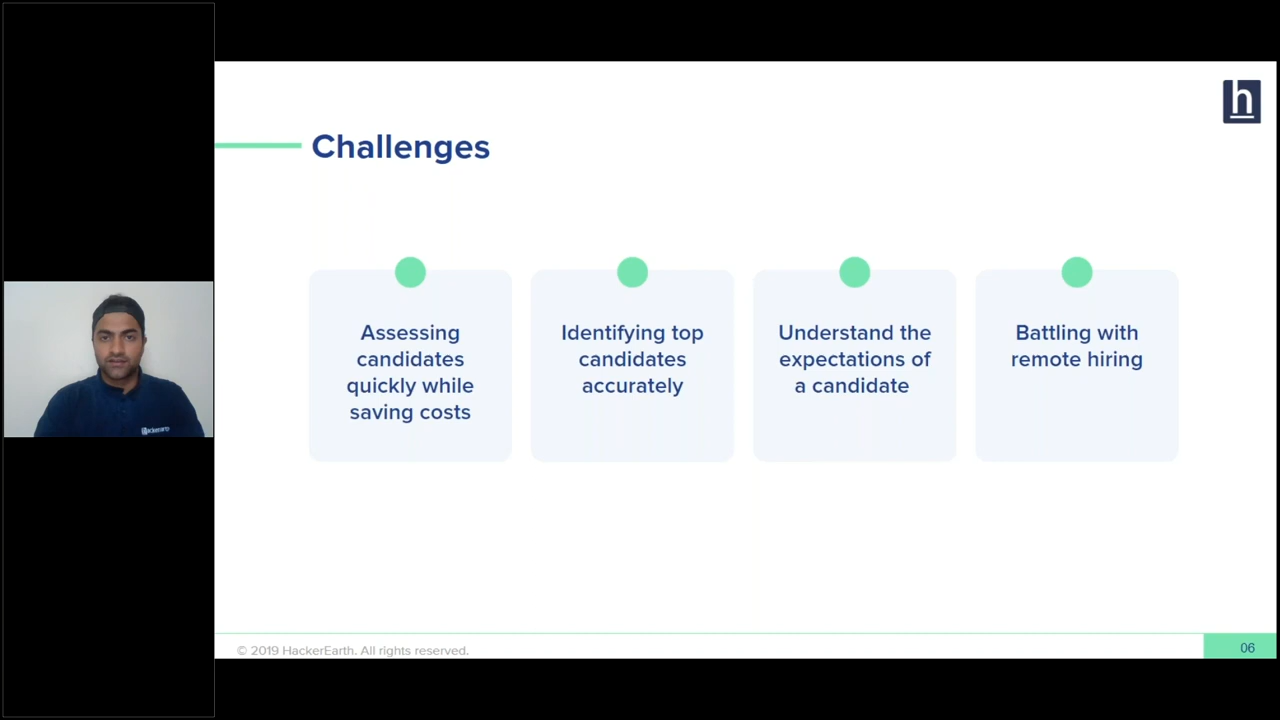 h
Challenges
Assessing
candidates
quickly while
saving costs
Identifying top
candidates
accurately
Understand the
expectations of
a candidate
Battling with
remote hiring
hackerearth
© 2019 HackerEarth. All rights reserved.
06